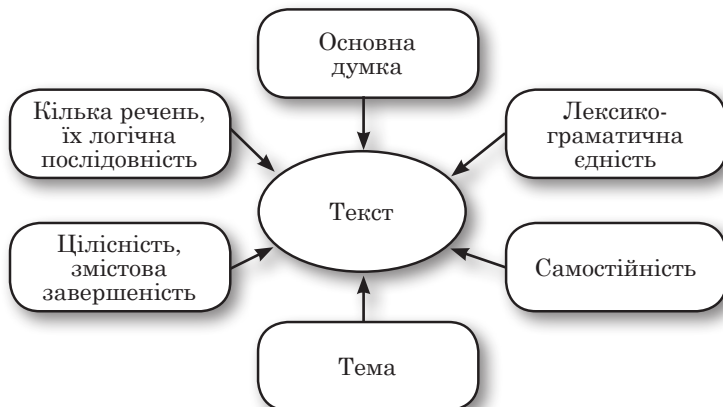 Основна
думка
Кілька речень,
їх логічна
послідовність
Лексико-
граматична
єдність
Текст
Цілісність,
змістова
завершеність
Самостійність
Тема